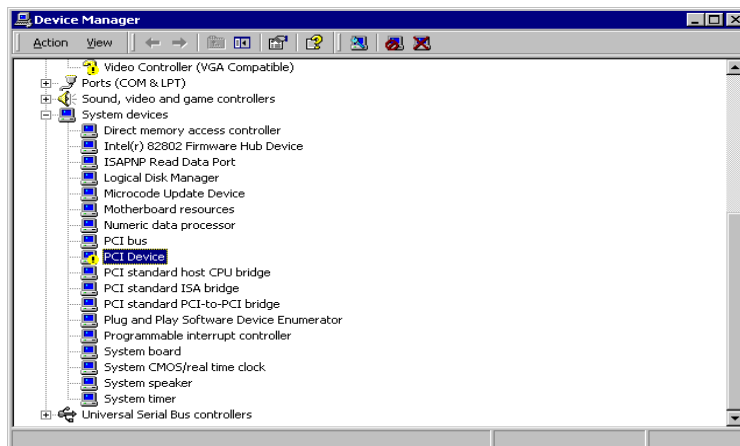 Device Manager
Action View
Video Controller (VGA Compatible)
Ports (COM & LPT)
Sound, video and game controllers
System devices
Direct memory access controller
Intel(r) 82802 Firmware Hub Device
ISAPNP Read Data Port
Logical Disk Manager
Microcode Update Device
Motherboard resources
Numeric data processor
PCI bus
PCI Device
PCI standard host CPU bridge
PCI standard ISA bridge
PCI standard PCI-to-PCI bridge
Plug and Play Software Device Enumerator
Programmable interrupt controller
System board
System CMOS/real time clock
System speaker
System timer
Universal Serial Bus controllers